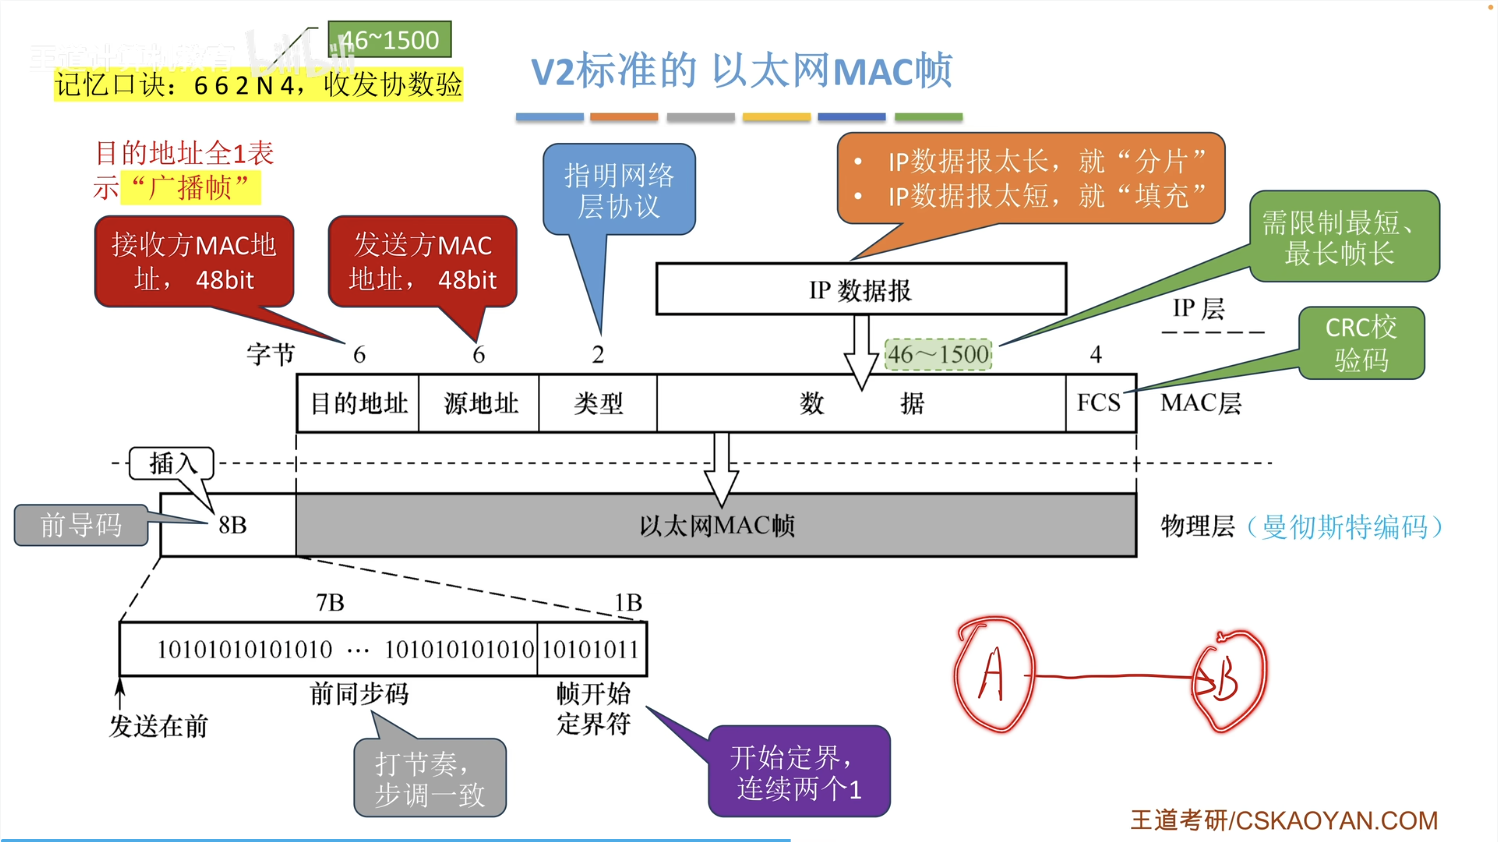 王道计算机教育
bilibili
46~1500
记忆口诀：6 6 2 N 4，收发协数验
V2标准的 以太网MAC帧
目的地址全1表
示“广播帧”
接收方MAC地
址， 48bit
发送方MAC
地址， 48bit
指明网络
层协议
• IP数据报太长，就“分片”
• IP数据报太短，就“填充”
需限制最短、
最长帧长
IP 数据报
IP 层
CRC校
验码
字节 6 6 2 46～1500 4
目的地址 源地址 类型 数 据 FCS MAC层
插入
前导码
8B
以太网MAC帧
物理层（曼彻斯特编码）
7B 1B
10101010101010 ··· 101010101010 10101011
前同步码
帧开始
定界符
发送在前
打节奏，
步调一致
开始定界，
连续两个1
A B
王道考研/CSKAOYAN.COM